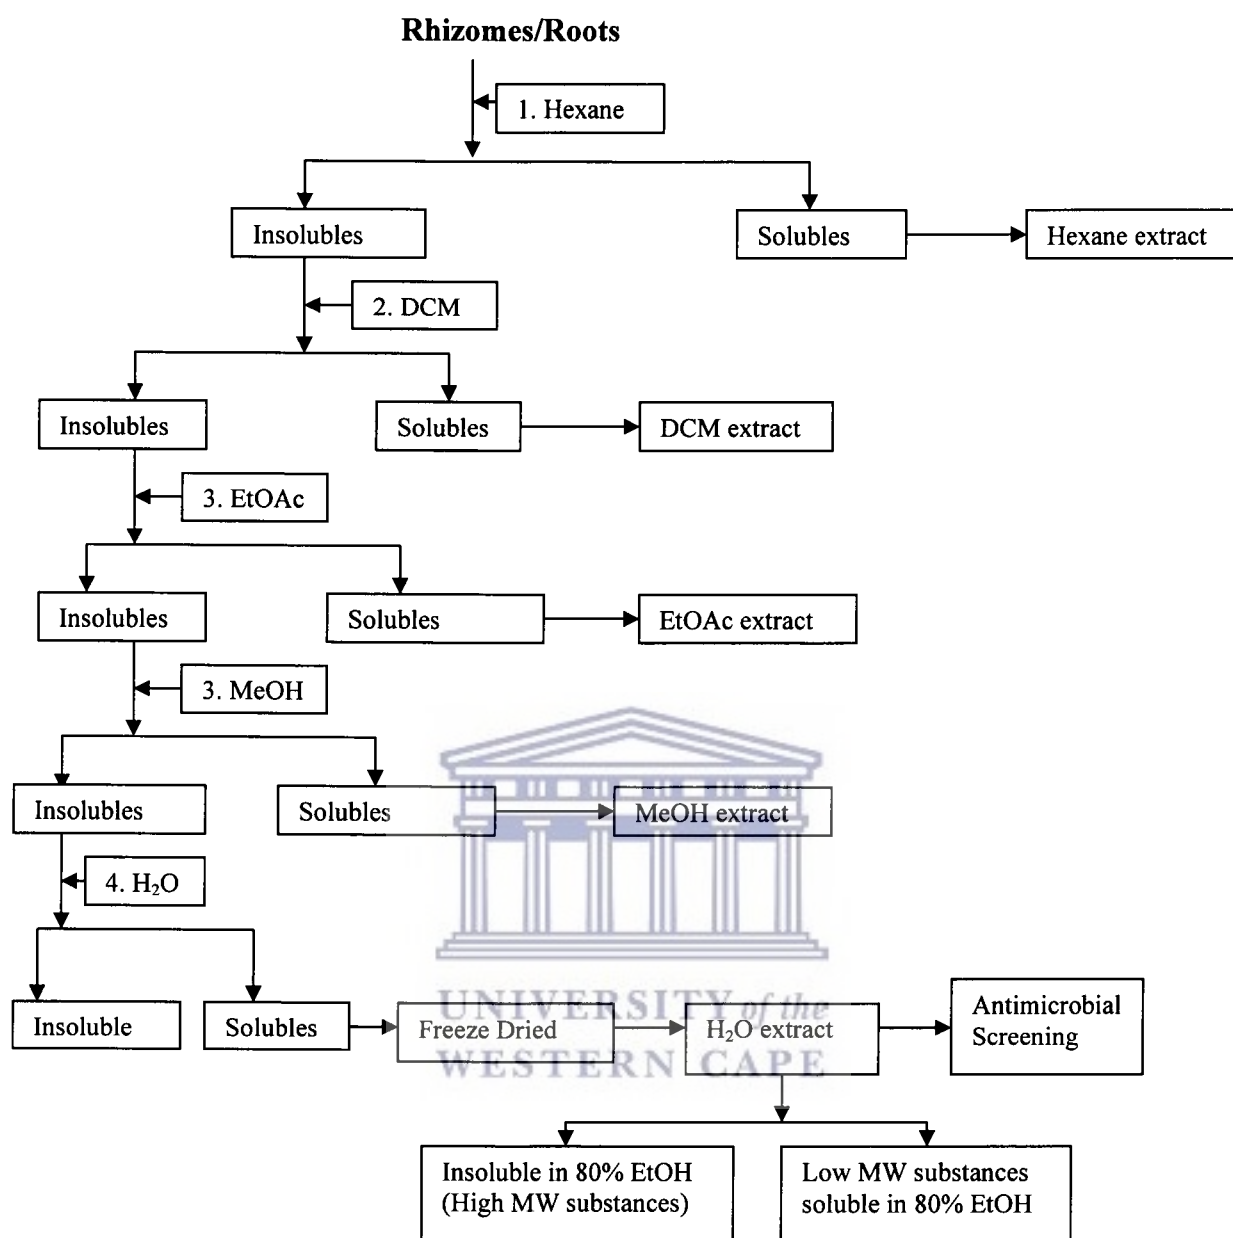 Rhizomes/Roots
1. Hexane
Insolubles
Solubles
Hexane extract
2. DCM
Insolubles
Solubles
DCM extract
3. EtOAc
Insolubles
Solubles
EtOAc extract
3. MeOH
Insolubles
Solubles
MeOH extract
4. H₂O
Insoluble
Solubles
Freeze Dried
H₂O extract
Antimicrobial
Screening
UNIVERSITY of the
WESTERN CAPE
Insoluble in 80% EtOH
(High MW substances)
Low MW substances
soluble in 80% EtOH